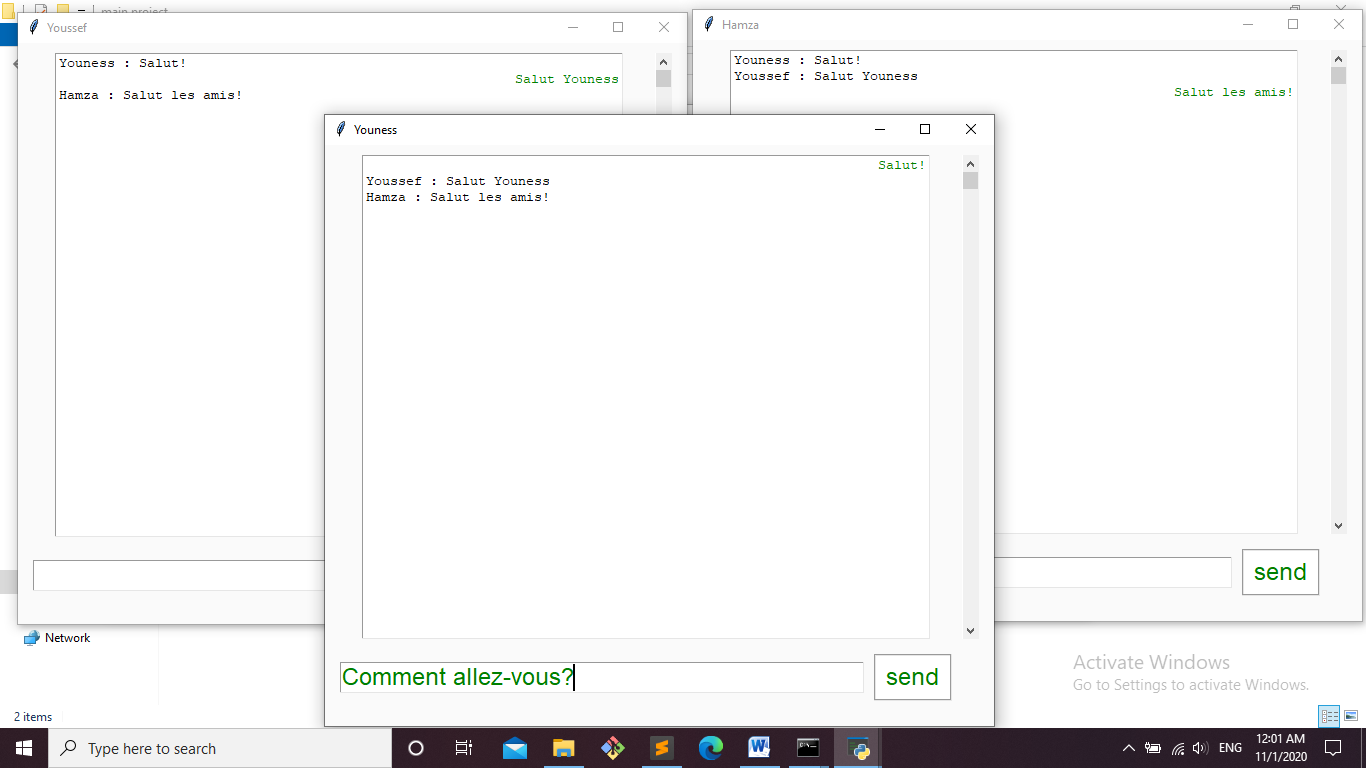 main project
Youssef
Youness : Salut!
Salut Youness
Hamza : Salut les amis!
Hamza
Youness : Salut!
Youssef : Salut Youness
Salut les amis!
send
Youness
Salut!
Youssef : Salut Youness
Hamza : Salut les amis!
Comment allez-vous?
send
Network
2 items
Activate Windows
Go to Settings to activate Windows.
Type here to search
ENG
12:01 AM
11/1/2020